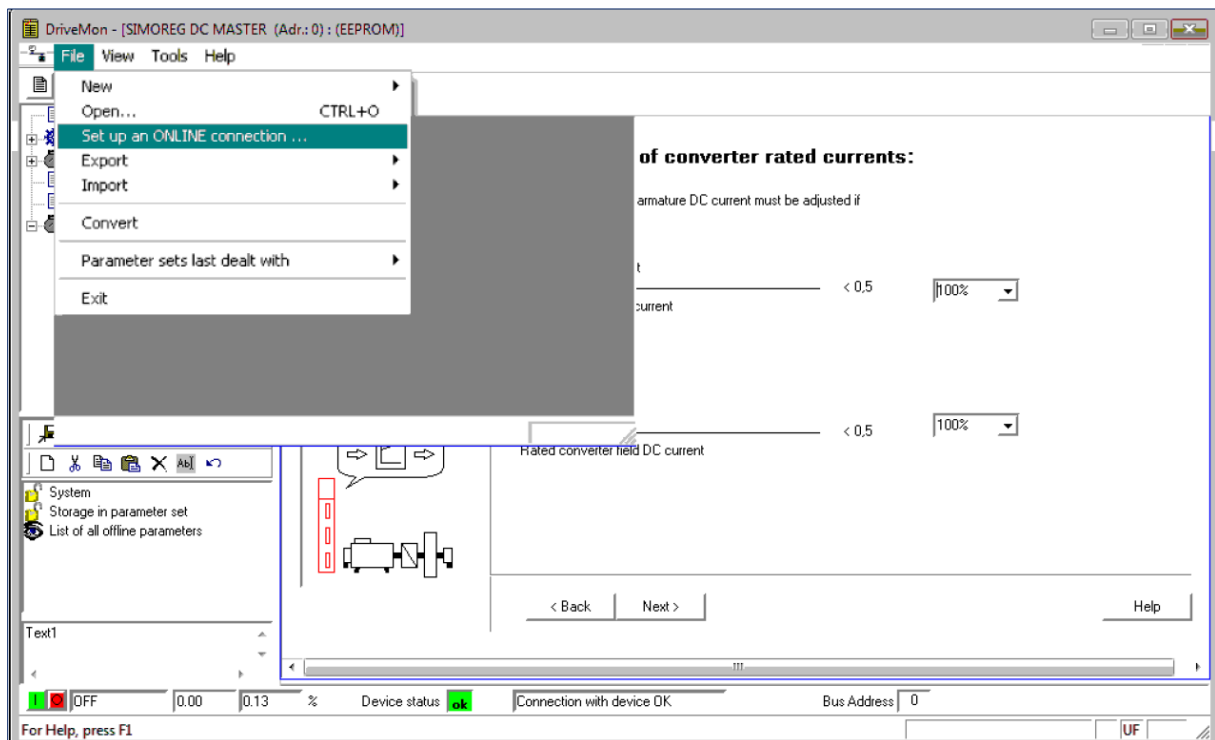 DriveMon - [SIMOREG DC MASTER (Adr.: 0) : (EEPROM)]
File View Tools Help
New
Open... CTRL+O
Set up an ONLINE connection ...
Export
Import
Convert
Parameter sets last dealt with
Exit
of converter rated currents:
armature DC current must be adjusted if
t
< 0,5 100%
current
< 0,5 100%
Rated converter field DC current
Abl
System
Storage in parameter set
List of all offline parameters
< Back Next > Help
Text1
I O OFF 0.00 0.13 % Device status ok Connection with device OK Bus Address 0
For Help, press F1 UF